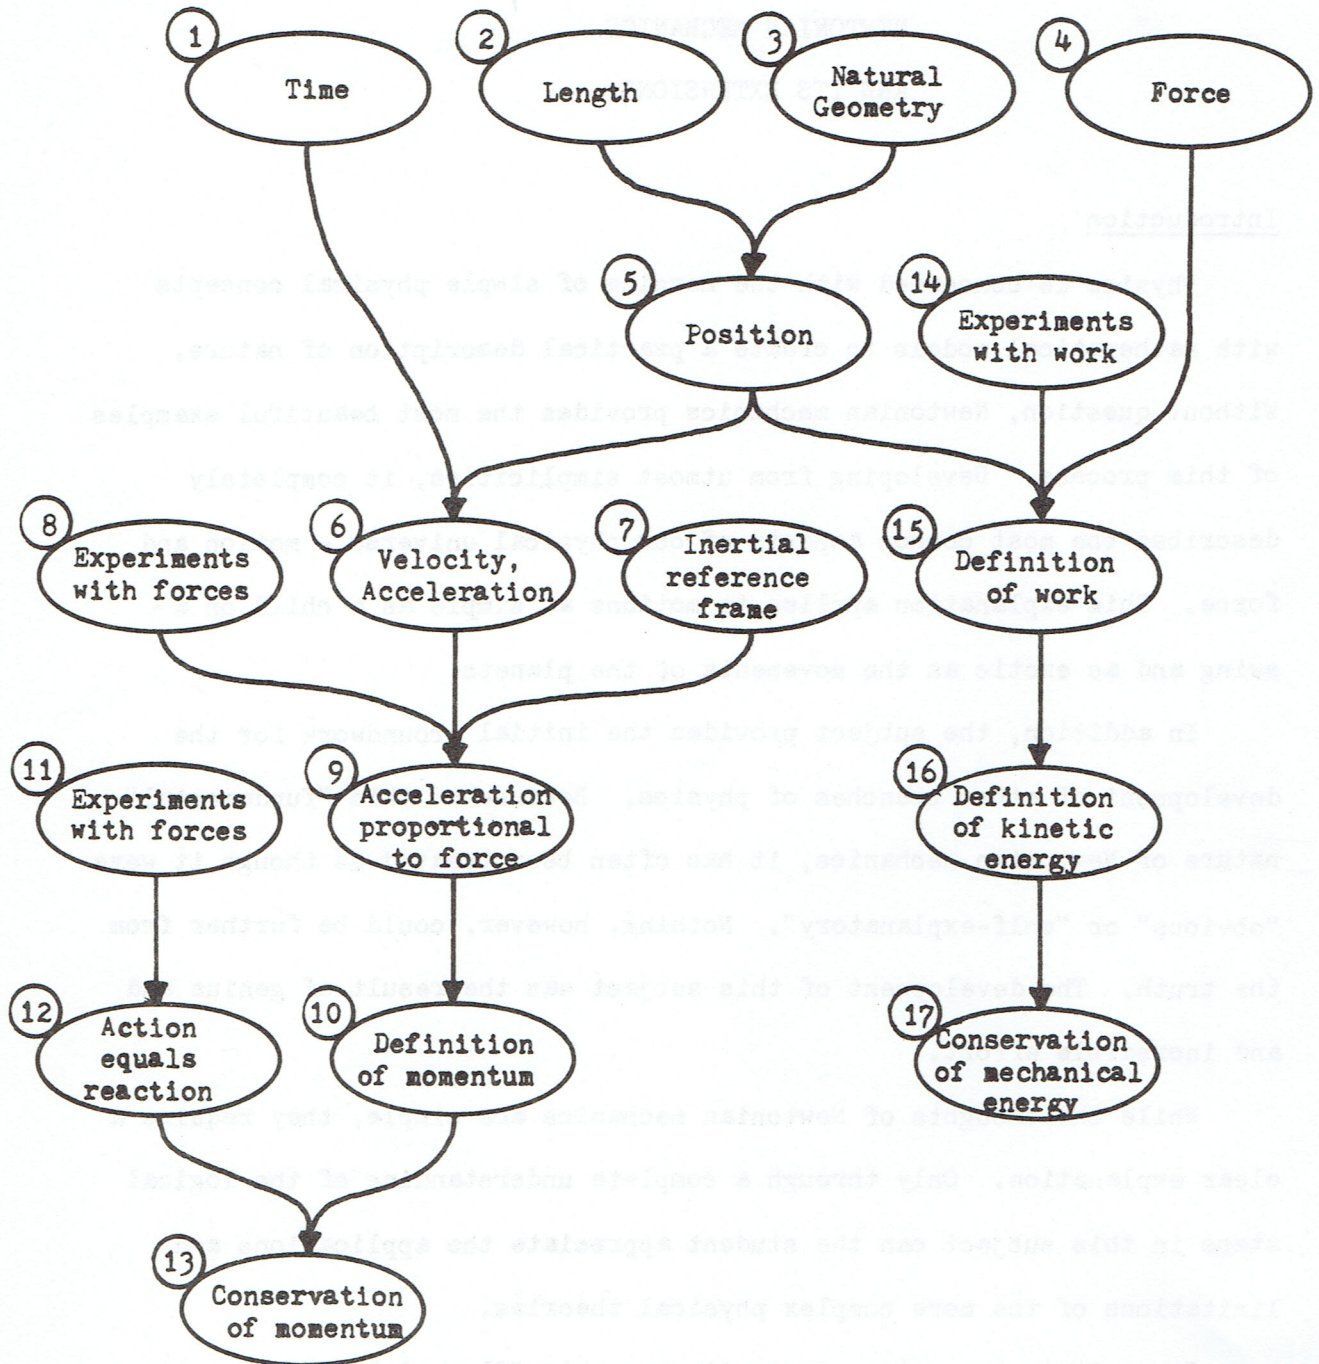 1
Time
2
Length
3
Natural
Geometry
4
Force
5
Position
14
Experiments
with work
8
Experiments
with forces
6
Velocity,
Acceleration
7
Inertial
reference
frame
15
Definition
of work
11
Experiments
with forces
9
Acceleration
proportional
to force
16
Definition
of kinetic
energy
12
Action
equals
reaction
10
Definition
of momentum
17
Conservation
of mechanical
energy
13
Conservation
of momentum